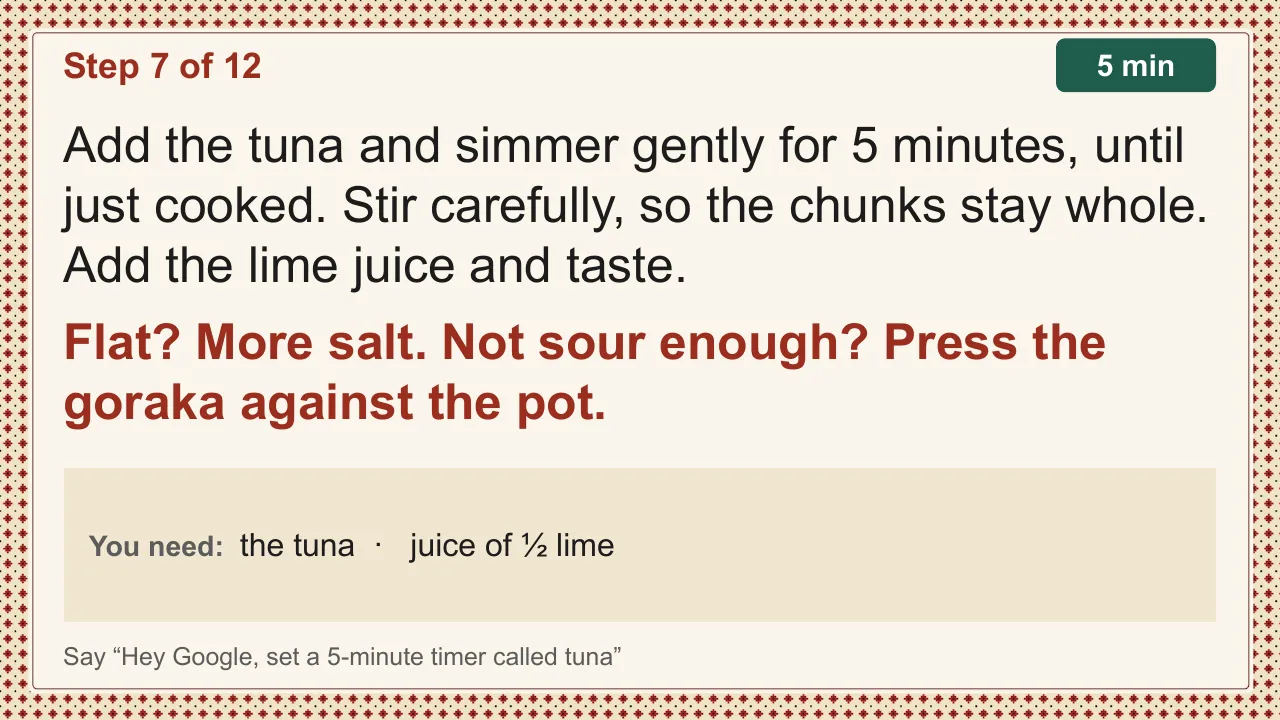 Step 7 of 12
5 min
Add the tuna and simmer gently for 5 minutes, until
just cooked. Stir carefully, so the chunks stay whole.
Add the lime juice and taste.
Flat? More salt. Not sour enough? Press the
goraka against the pot.
You need: the tuna · juice of ½ lime
Say “Hey Google, set a 5-minute timer called tuna”